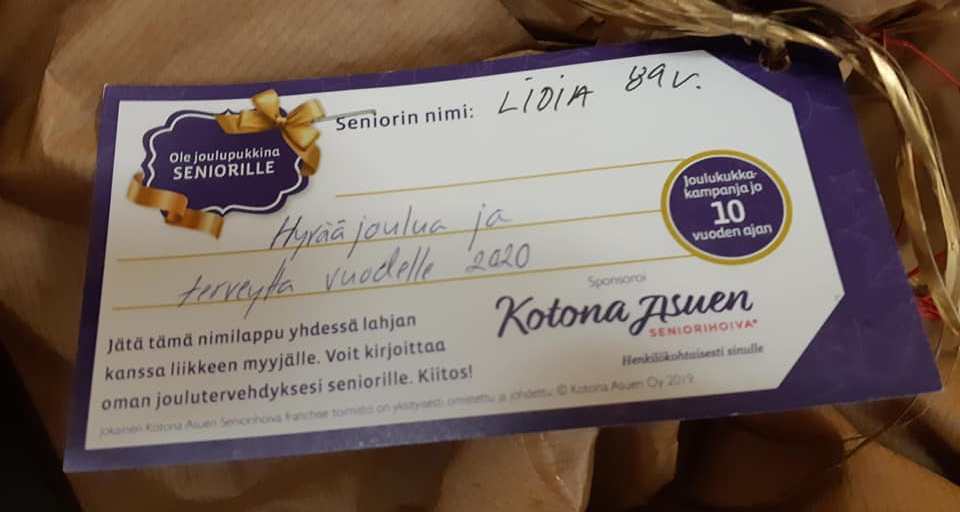 Ole joulupukkina
SENIORILLE
Seniorin nimi: LIDIA 89 v.
Joulukukka-
kampanja jo
10
vuoden ajan
Hyvää joulua ja
terveyttä vuodelle 2020
Sponsoroi
Kotona Asuen
SENIORIHOIVA®
Henkilökohtaisesti sinulle
Jätä tämä nimilappu yhdessä lahjan
kanssa liikkeen myyjälle. Voit kirjoittaa
oman joulutervehdyksesi seniorille. Kiitos!
Jokainen Kotona Asuen Seniorihoiva franchise toimisto on yksityisesti omistettu ja johdettu. © Kotona Asuen Oy 2019.